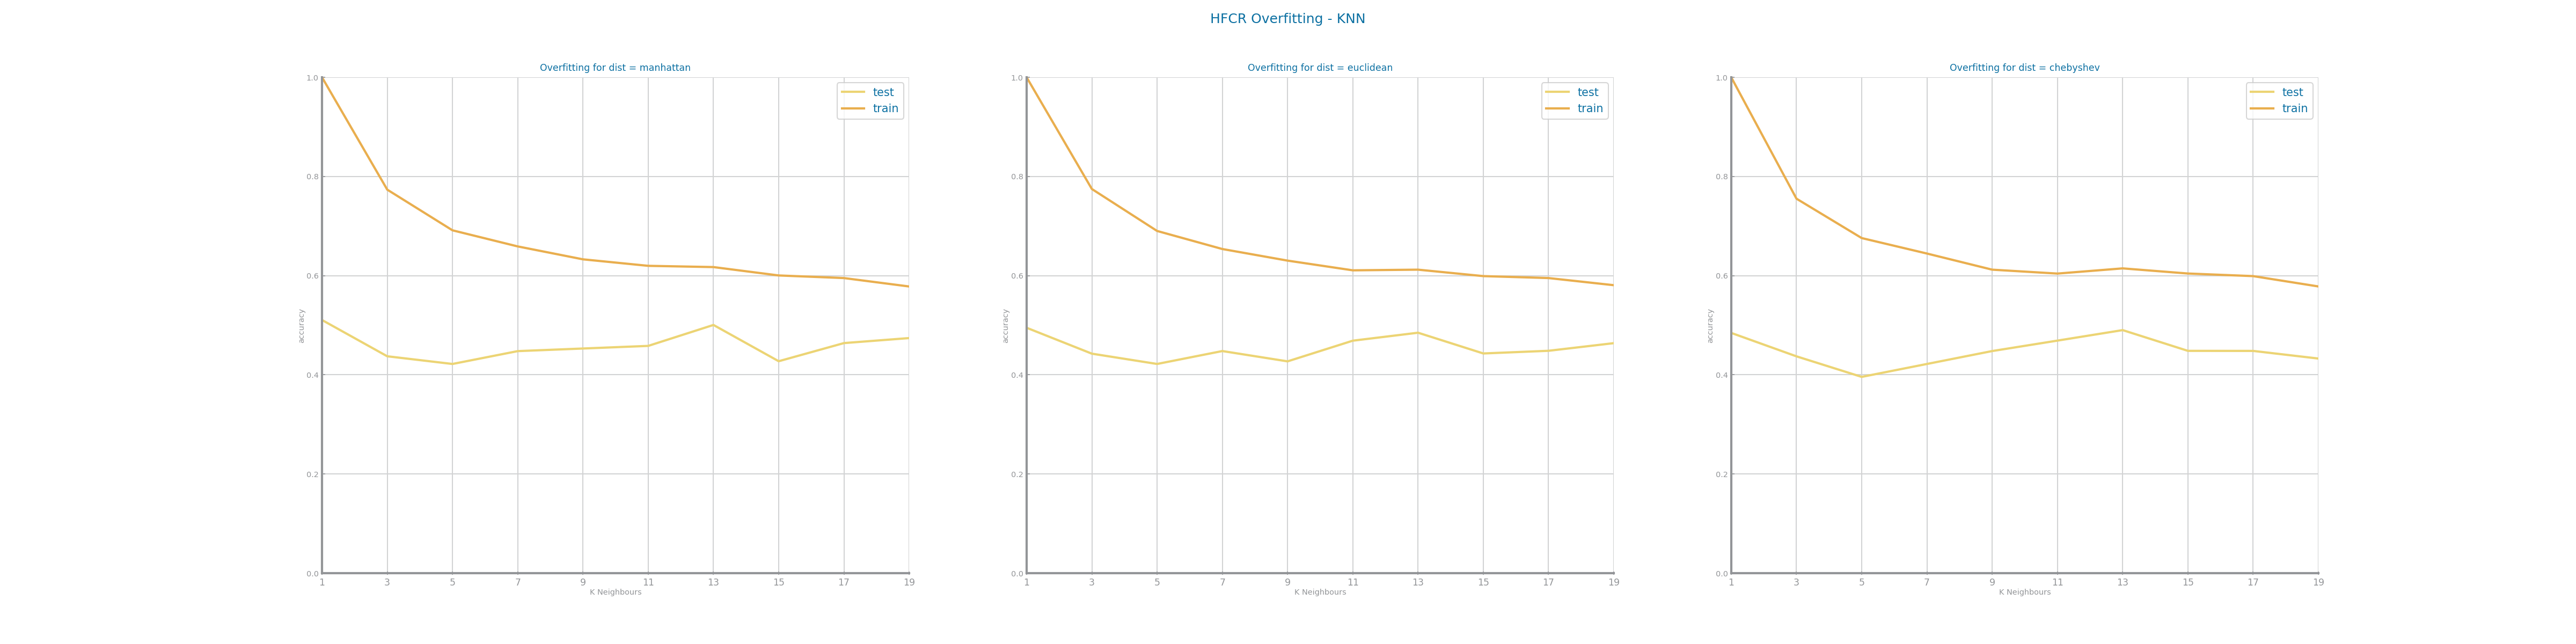 HFCR Overfitting - KNN
Overfitting for dist = manhattan
1.0
0.8
0.6
0.4
0.2
0.0
accuracy
test
train
1 3 5 7 9 11 13 15 17 19
K Neighbours
Overfitting for dist = euclidean
1.0
0.8
0.6
0.4
0.2
0.0
accuracy
test
train
1 3 5 7 9 11 13 15 17 19
K Neighbours
Overfitting for dist = chebyshev
1.0
0.8
0.6
0.4
0.2
0.0
accuracy
test
train
1 3 5 7 9 11 13 15 17 19
K Neighbours